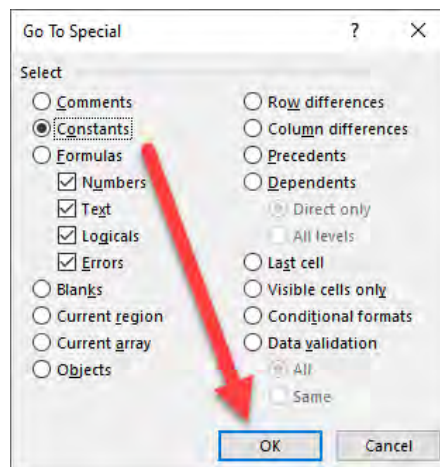 Go To Special ? ×
Select
Comments
Constants
Formulas
Numbers
Text
Logicals
Errors
Blanks
Current region
Current array
Objects
Row differences
Column differences
Precedents
Dependents
Direct only
All levels
Last cell
Visible cells only
Conditional formats
Data validation
All
Same
OK Cancel